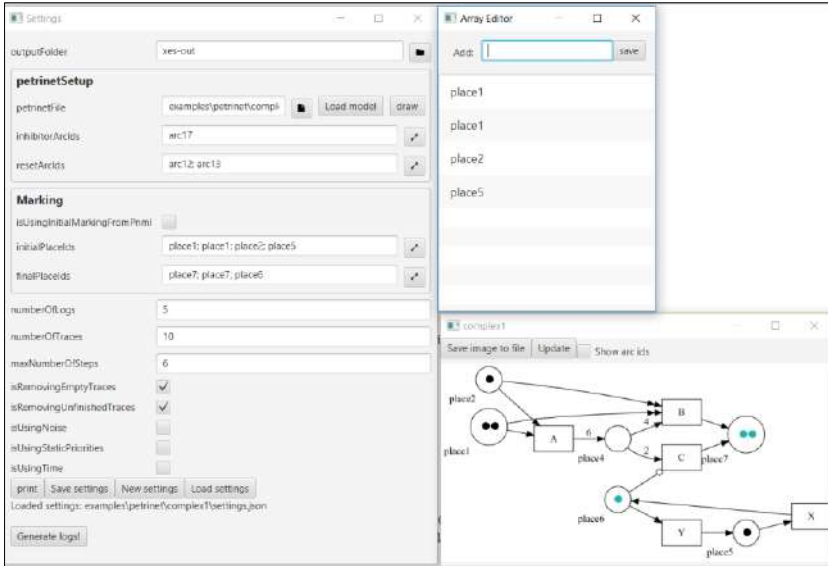 Settings
outputFolder
xes-out
petrinetSetup
petrinetFile
examples\petrinet\compl
Load model
draw
inhibitorArcIds
arc17
resetArcIds
arc12; arc13
Marking
isUsingInitialMarkingFromPnml
initialPlaceIds
place1; place1; place2; place5
finalPlaceIds
place7; place7; place6
numberOfLogs
5
numberOfTraces
10
maxNumberOfSteps
6
isRemovingEmptyTraces
isRemovingUnfinishedTraces
isUsingNoise
isUsingStaticPriorities
isUsingTime
print
Save settings
New settings
Load settings
Loaded settings: examples\petrinet\complex1\settings.json
Generate logs!
Array Editor
Add:
save
place1
place1
place2
place5
complex1
Save image to file
Update
Show arc ids
place2
place1
A
6
place4
4
2
B
C
place7
place6
Y
place5
X